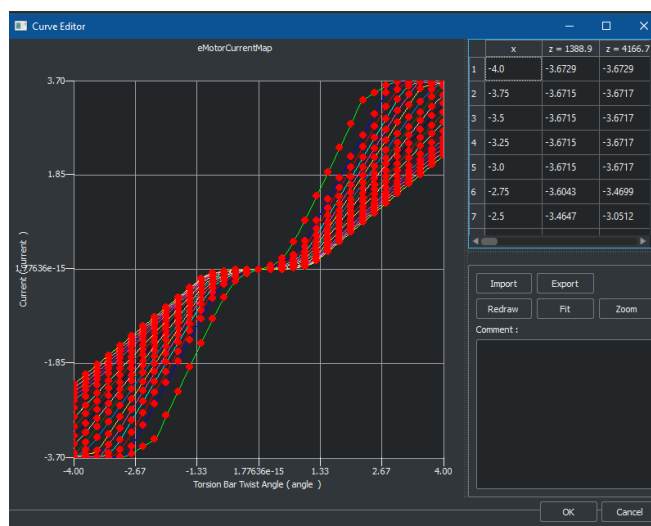 Curve Editor
eMotorCurrentMap
3.70
1.85
1.77636e-15
-1.85
-3.70
Current ( current )
-4.00 -2.67 -1.33 1.77636e-15 1.33 2.67 4.00
Torsion Bar Twist Angle ( angle )
x z = 1388.9 z = 4166.7
1 -4.0 -3.6729 -3.6729
2 -3.75 -3.6715 -3.6717
3 -3.5 -3.6715 -3.6717
4 -3.25 -3.6715 -3.6717
5 -3.0 -3.6715 -3.6717
6 -2.75 -3.6043 -3.4699
7 -2.5 -3.4647 -3.0512
Import Export
Redraw Fit Zoom
Comment :
OK Cancel